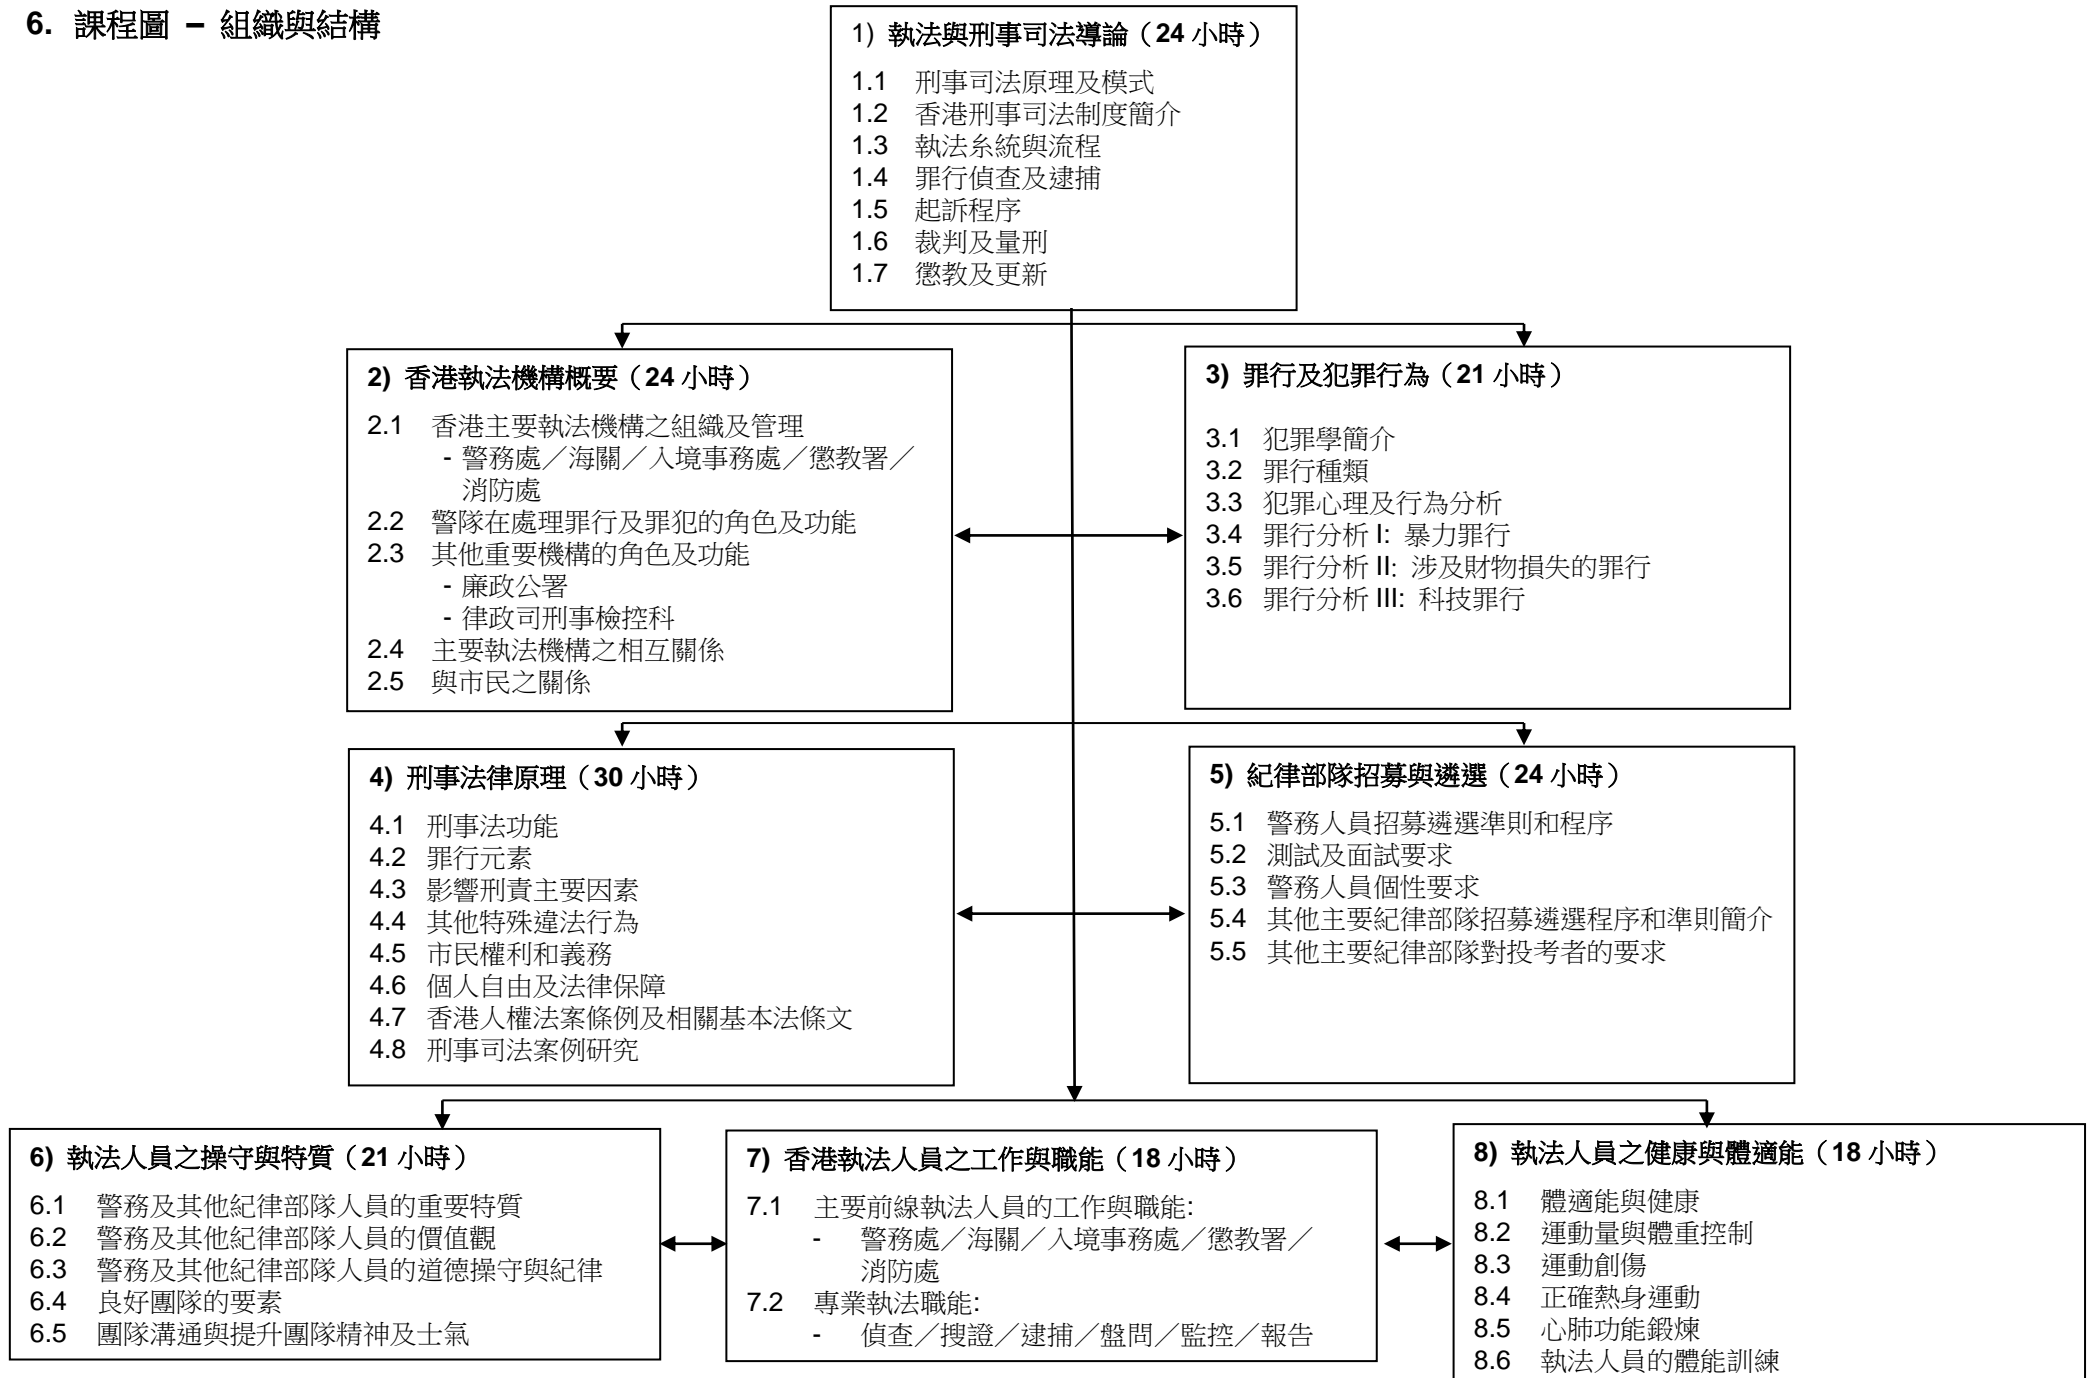 6. 課程圖 – 組織與結構
1) 執法與刑事司法導論（24 小時）
1.1 刑事司法原理及模式
1.2 香港刑事司法制度簡介
1.3 執法糸統與流程
1.4 罪行偵查及逮捕
1.5 起訴程序
1.6 裁判及量刑
1.7 懲教及更新
2) 香港執法機構概要（24 小時）
2.1 香港主要執法機構之組織及管理
- 警務處／海關／入境事務處／懲教署／
消防處
2.2 警隊在處理罪行及罪犯的角色及功能
2.3 其他重要機構的角色及功能
- 廉政公署
- 律政司刑事檢控科
2.4 主要執法機構之相互關係
2.5 與市民之關係
3) 罪行及犯罪行為（21 小時）
3.1 犯罪學簡介
3.2 罪行種類
3.3 犯罪心理及行為分析
3.4 罪行分析 I: 暴力罪行
3.5 罪行分析 II: 涉及財物損失的罪行
3.6 罪行分析 III: 科技罪行
4) 刑事法律原理（30 小時）
4.1 刑事法功能
4.2 罪行元素
4.3 影響刑責主要因素
4.4 其他特殊違法行為
4.5 市民權利和義務
4.6 個人自由及法律保障
4.7 香港人權法案條例及相關基本法條文
4.8 刑事司法案例研究
5) 紀律部隊招募與遴選（24 小時）
5.1 警務人員招募遴選準則和程序
5.2 測試及面試要求
5.3 警務人員個性要求
5.4 其他主要紀律部隊招募遴選程序和準則簡介
5.5 其他主要紀律部隊對投考者的要求
6) 執法人員之操守與特質（21 小時）
6.1 警務及其他紀律部隊人員的重要特質
6.2 警務及其他紀律部隊人員的價值觀
6.3 警務及其他紀律部隊人員的道德操守與紀律
6.4 良好團隊的要素
6.5 團隊溝通與提升團隊精神及士氣
7) 香港執法人員之工作與職能（18 小時）
7.1 主要前線執法人員的工作與職能:
- 警務處／海關／入境事務處／懲教署／
消防處
7.2 專業執法職能:
- 偵查／搜證／逮捕／盤問／監控／報告
8) 執法人員之健康與體適能（18 小時）
8.1 體適能與健康
8.2 運動量與體重控制
8.3 運動創傷
8.4 正確熱身運動
8.5 心肺功能鍛煉
8.6 執法人員的體能訓練